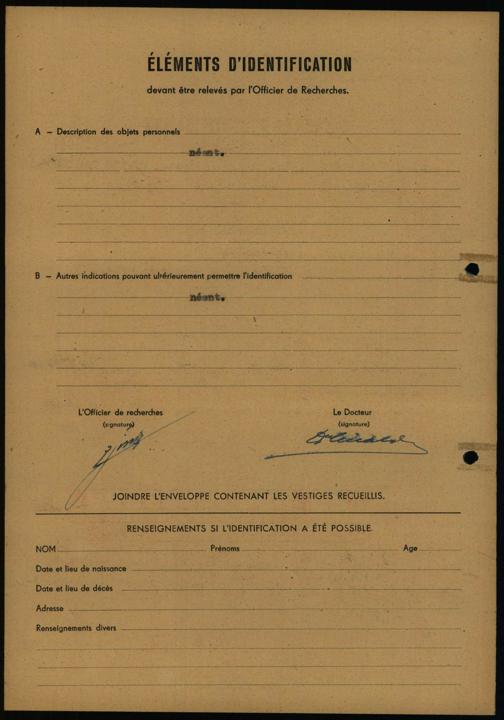 ÉLÉMENTS D'IDENTIFICATION
devant être relevés par l'Officier de Recherches.
A – Description des objets personnels
néant.
B – Autres indications pouvant ultérieurement permettre l'identification
néant.
L'Officier de recherches Le Docteur
(signature) (signature)
JOINDRE L'ENVELOPPE CONTENANT LES VESTIGES RECUEILLIS.
RENSEIGNEMENTS SI L'IDENTIFICATION A ÉTÉ POSSIBLE.
NOM Prénoms Age
Date et lieu de naissance
Date et lieu de décès
Adresse
Renseignements divers